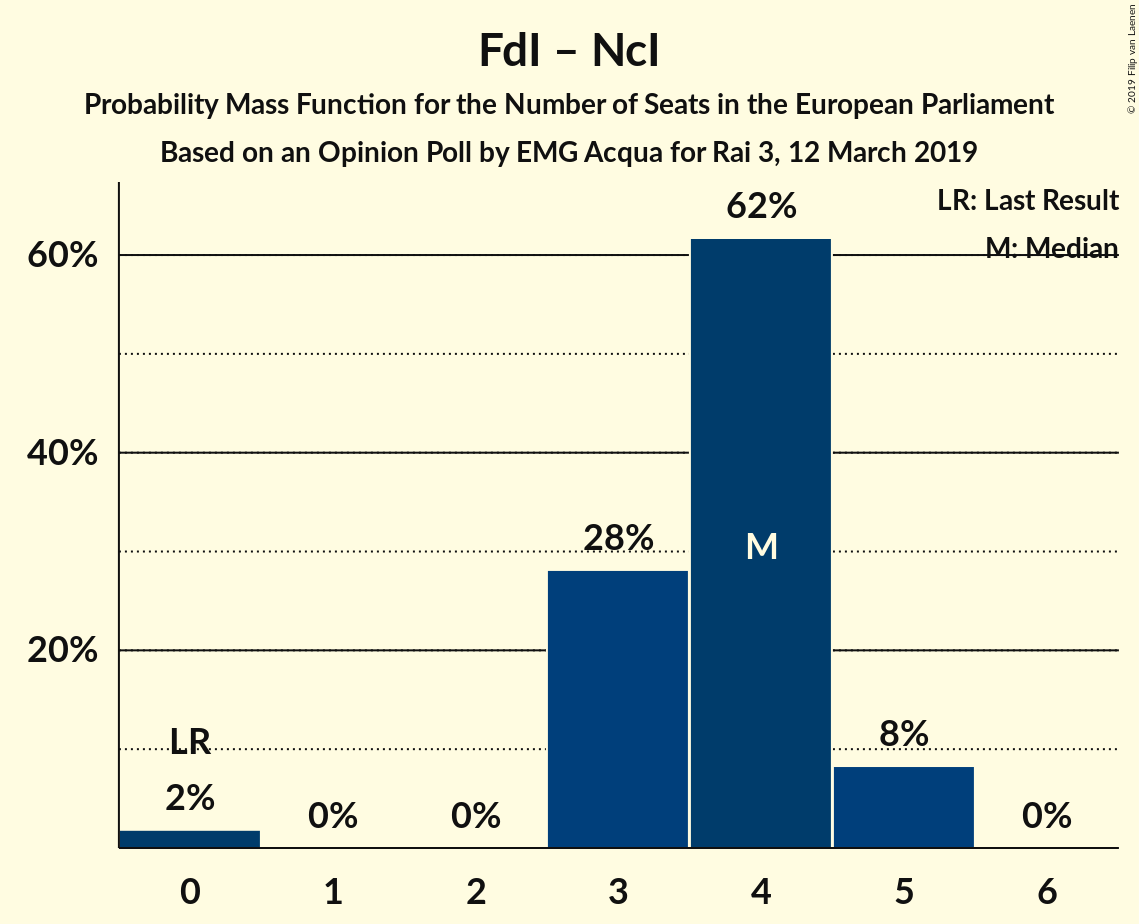 FdI – NcI
Probability Mass Function for the Number of Seats in the European Parliament
Based on an Opinion Poll by EMG Acqua for Rai 3, 12 March 2019
© 2019 Filip van Laenen
LR: Last Result
M: Median
60%
40%
20%
LR
2%
0%
0%
28%
62%
M
8%
0%
0 1 2 3 4 5 6